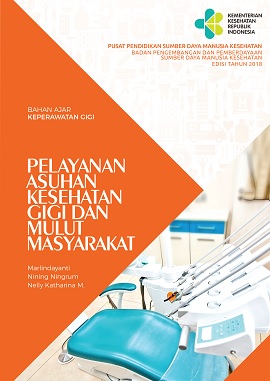 KEMENTERIAN
KESEHATAN
REPUBLIK
INDONESIA
PUSAT PENDIDIKAN SUMBER DAYA MANUSIA KESEHATAN
BADAN PENGEMBANGAN DAN PEMBERDAYAAN
SUMBER DAYA MANUSIA KESEHATAN
EDISI TAHUN 2018
BAHAN AJAR
KEPERAWATAN GIGI
PELAYANAN
ASUHAN
KESEHATAN
GIGI DAN
MULUT
MASYARAKAT
Marlindayanti
Nining Ningrum
Nelly Katharina M.